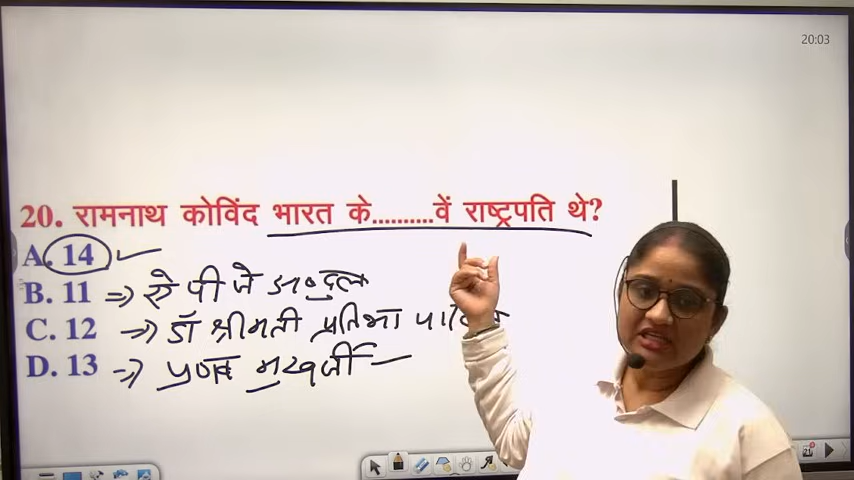 20:03
20. रामनाथ कोविंद भारत के..........वें राष्ट्रपति थे?
A. 14
B. 11 => ऐ पी जे अब्दुल
C. 12 => डॉ श्रीमती प्रतिभा
D. 13 => प्रणब मुखर्जी